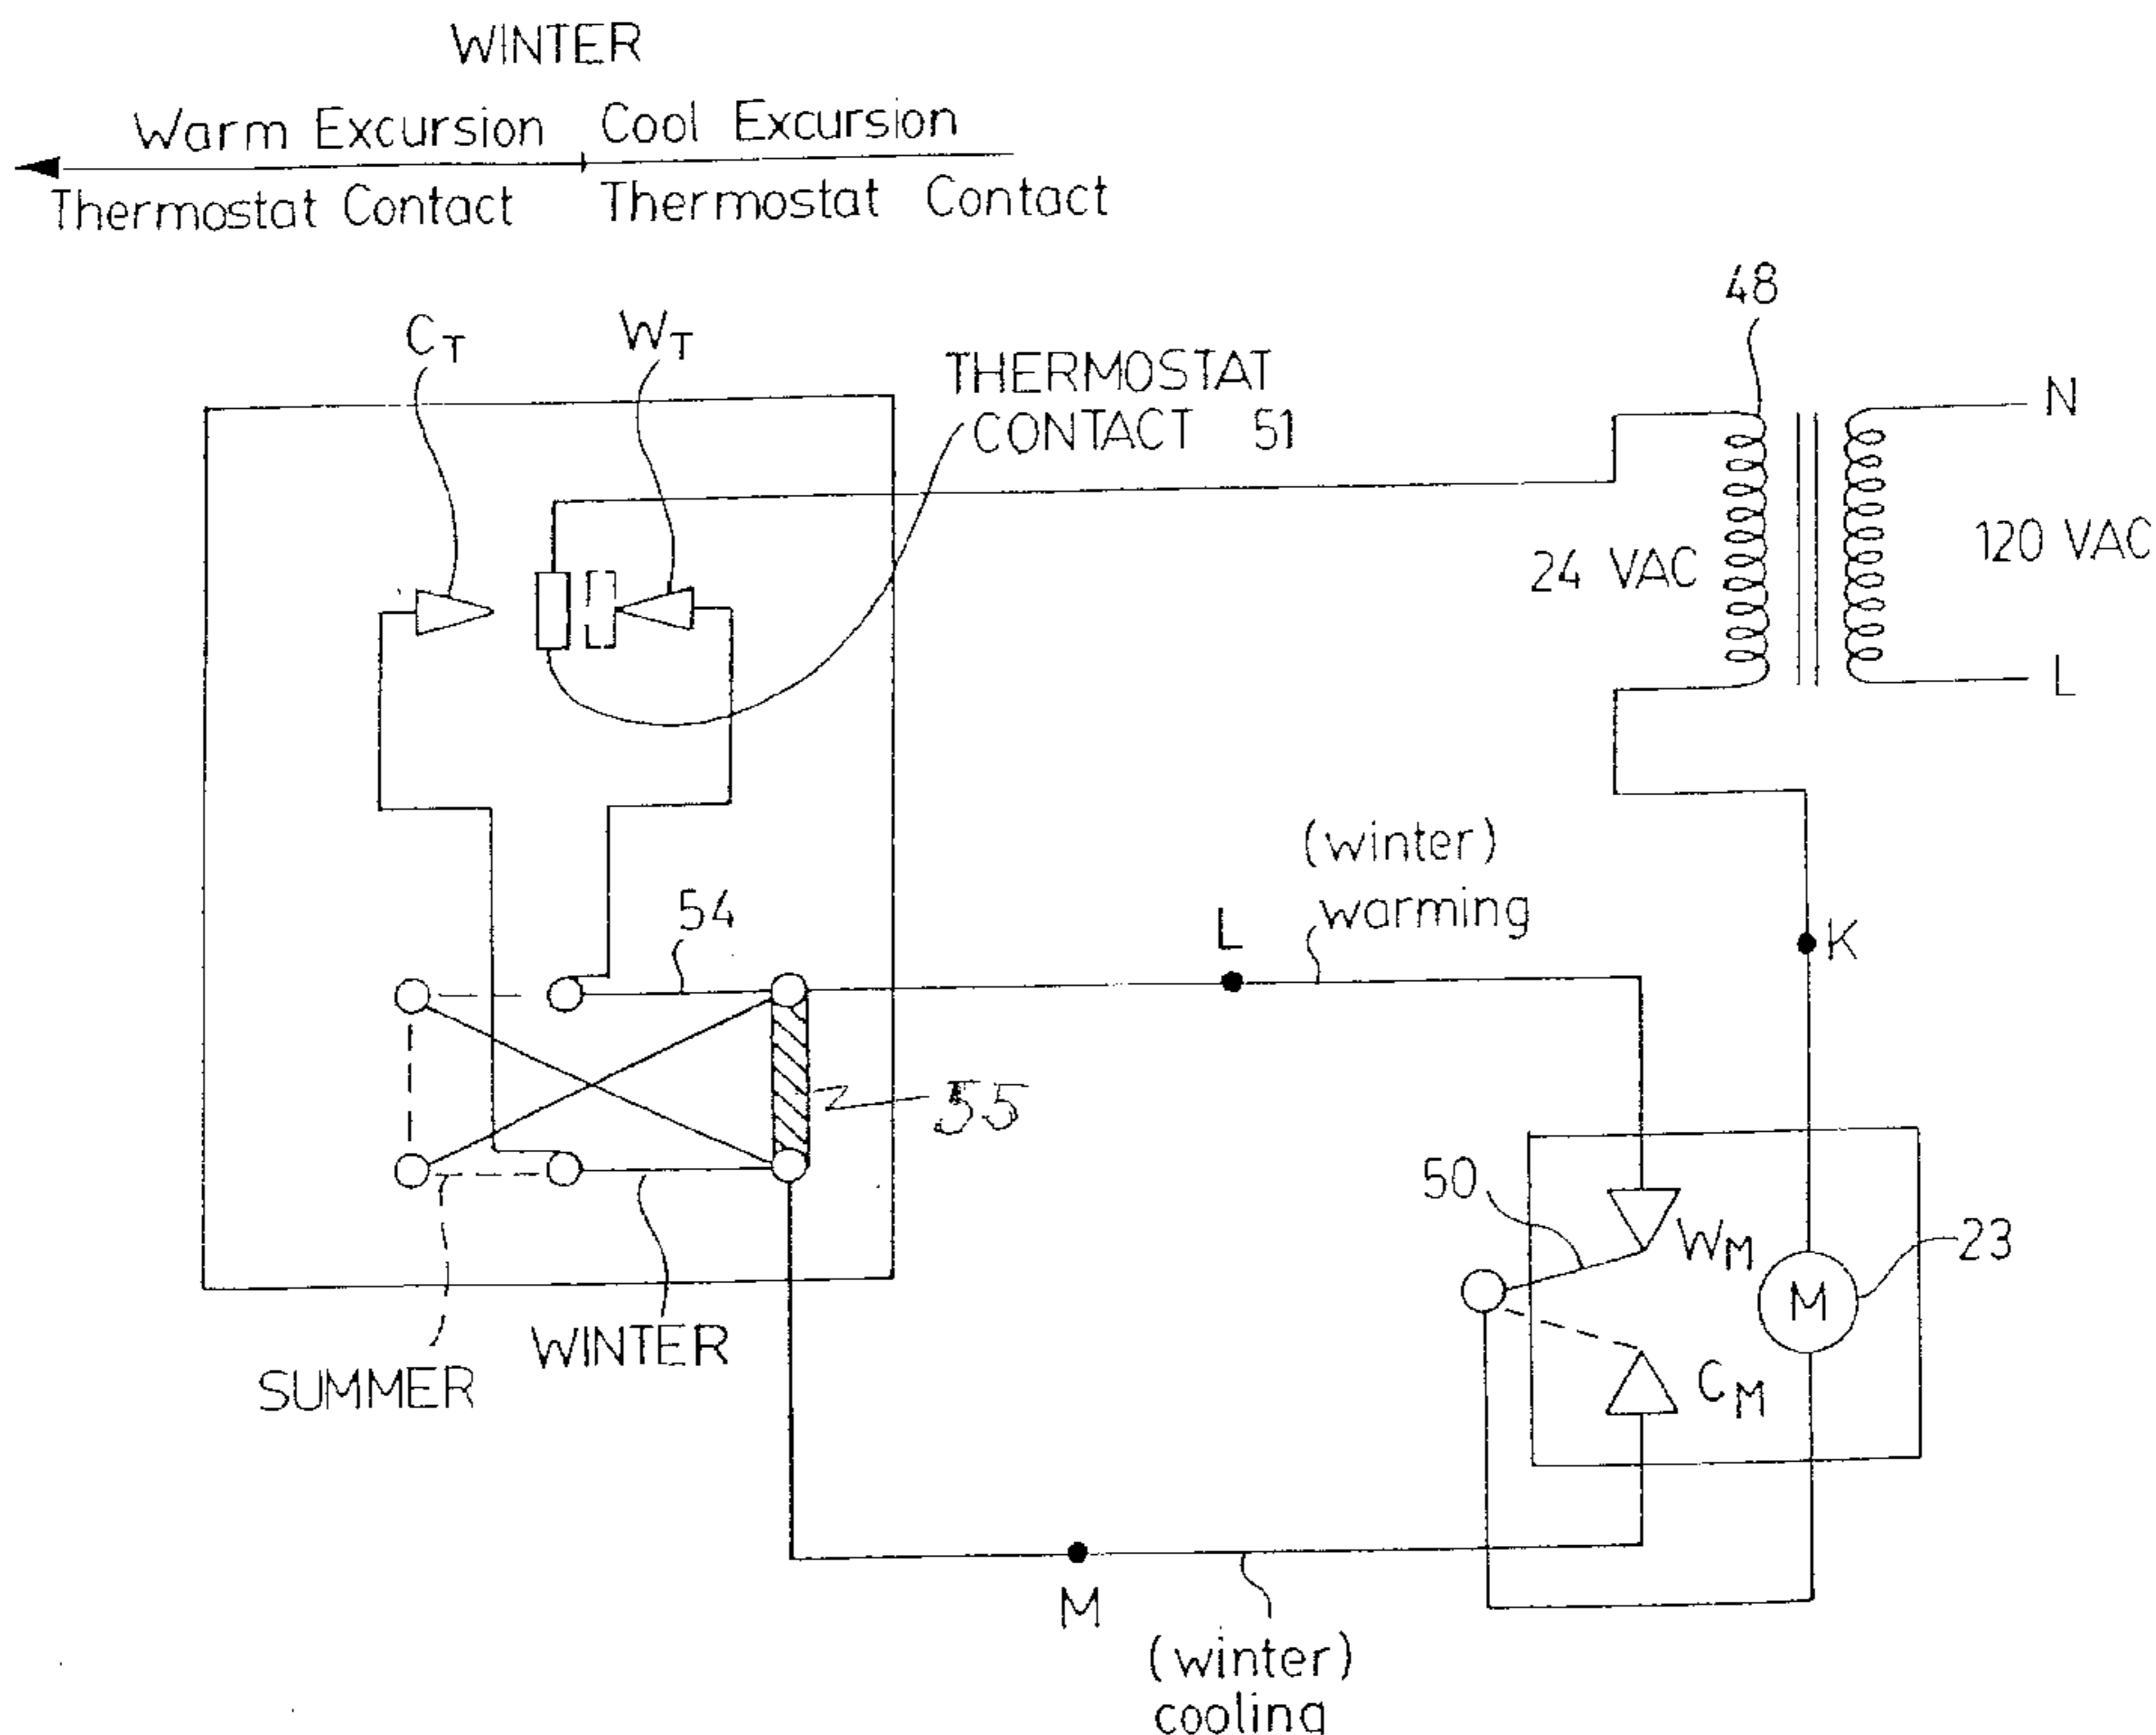 WINTER
Warm Excursion Cool Excursion
Thermostat Contact Thermostat Contact
48
CT
WT
THERMOSTAT
CONTACT 51
N
24 VAC
120 VAC
L
(winter)
warming
54
L
K
55
50
WM
23
M
CM
WINTER
SUMMER
M
(winter)
cooling